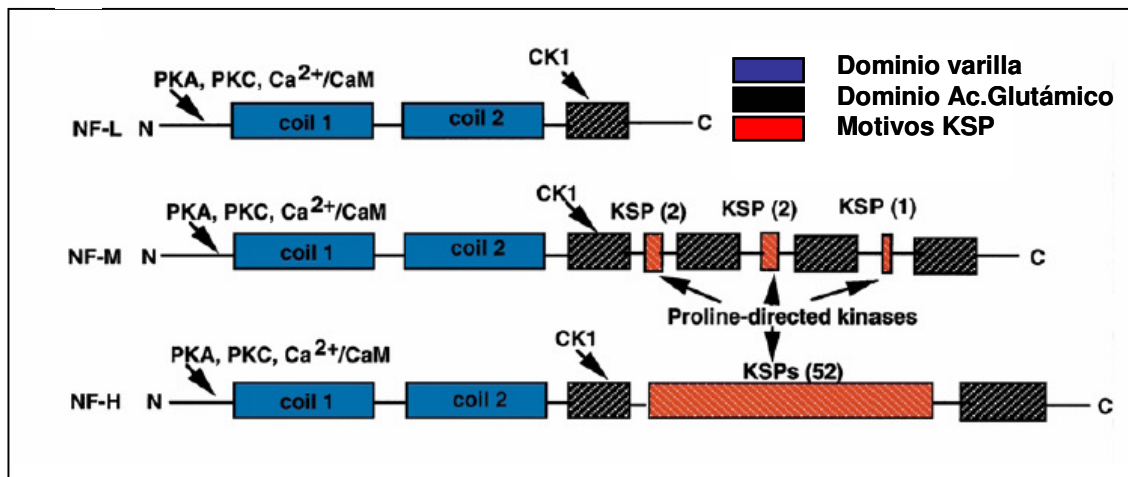 CK1
Dominio varilla
PKA, PKC, Ca2+/CaM
Dominio Ac.Glutámico
NF-L N coil 1 coil 2 C
Motivos KSP
CK1 KSP (2) KSP (2) KSP (1)
PKA, PKC, Ca2+/CaM
NF-M N coil 1 coil 2 C
Proline-directed kinases
CK1
PKA, PKC, Ca2+/CaM KSPs (52)
NF-H N coil 1 coil 2 C